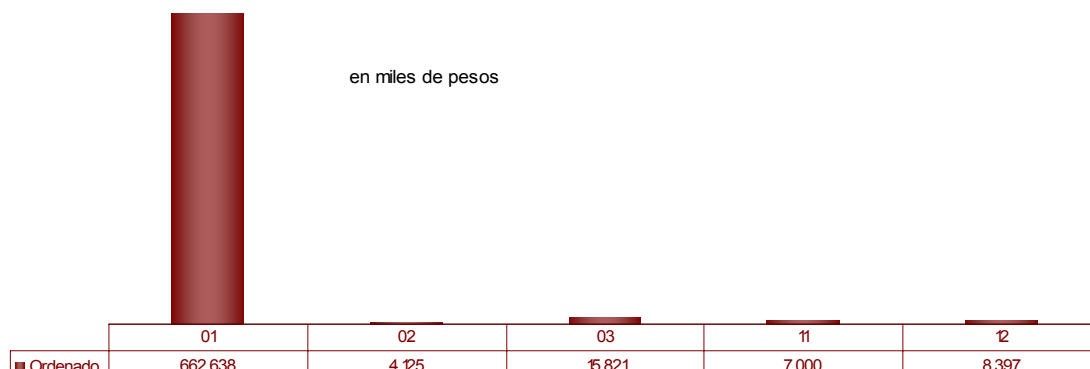 en miles de pesos
01 02 03 11 12
Ordenado 662.638 4.125 15.821 7.000 8.397